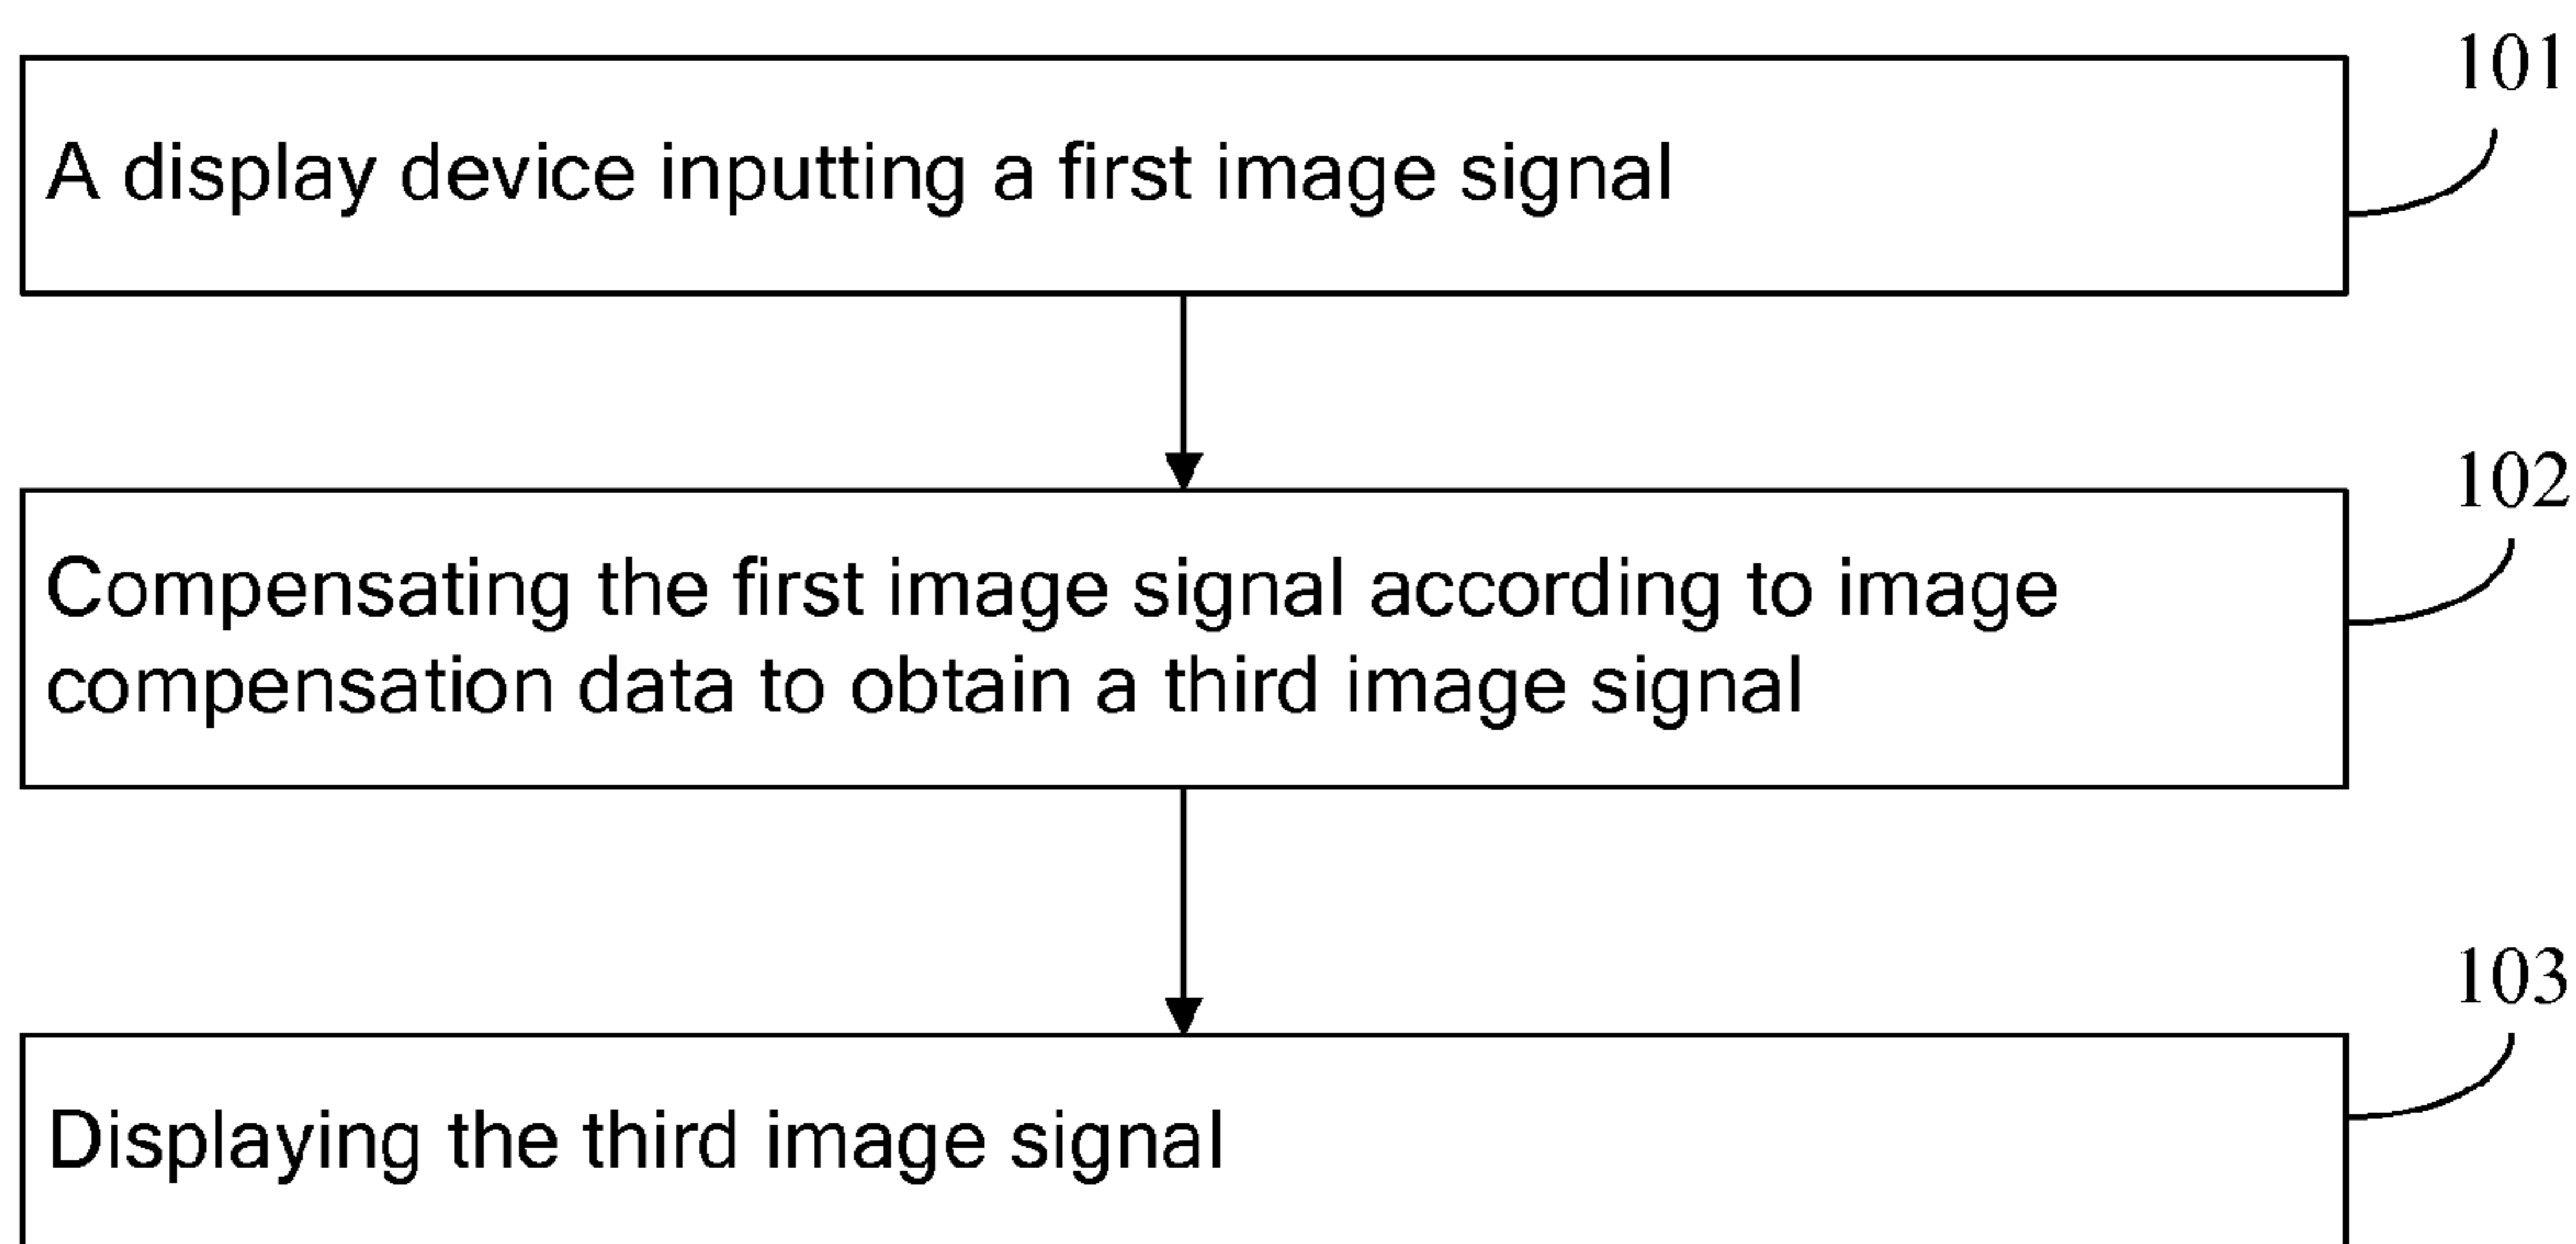 101
A display device inputting a first image signal
102
Compensating the first image signal according to image
compensation data to obtain a third image signal
103
Displaying the third image signal